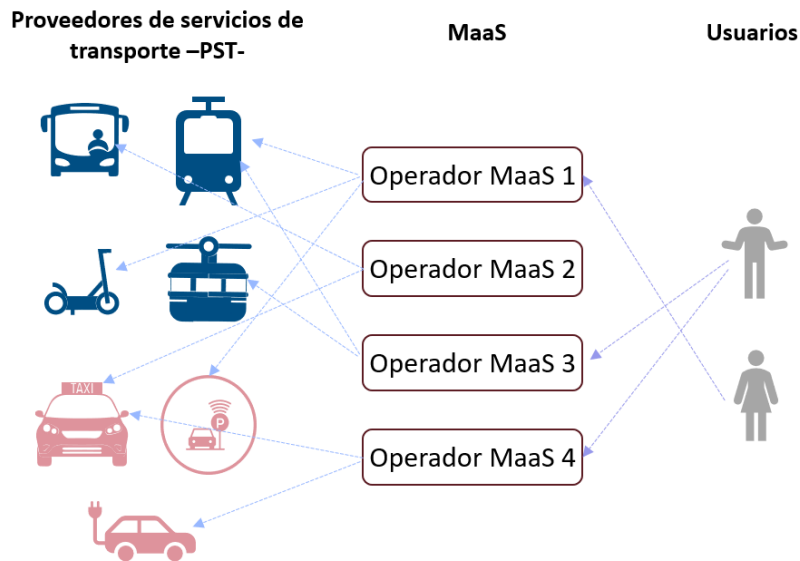 Proveedores de servicios de
transporte –PST-
MaaS
Usuarios
Operador MaaS 1
Operador MaaS 2
Operador MaaS 3
Operador MaaS 4
TAXI
P